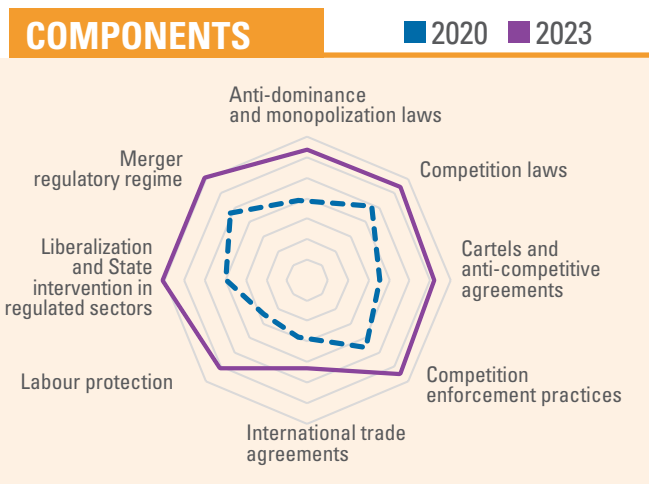 COMPONENTS
2020 2023
Anti-dominance
and monopolization laws
Merger
regulatory regime
Competition laws
Liberalization
and State
intervention in
regulated sectors
Cartels and
anti-competitive
agreements
Labour protection
Competition
enforcement practices
International trade
agreements